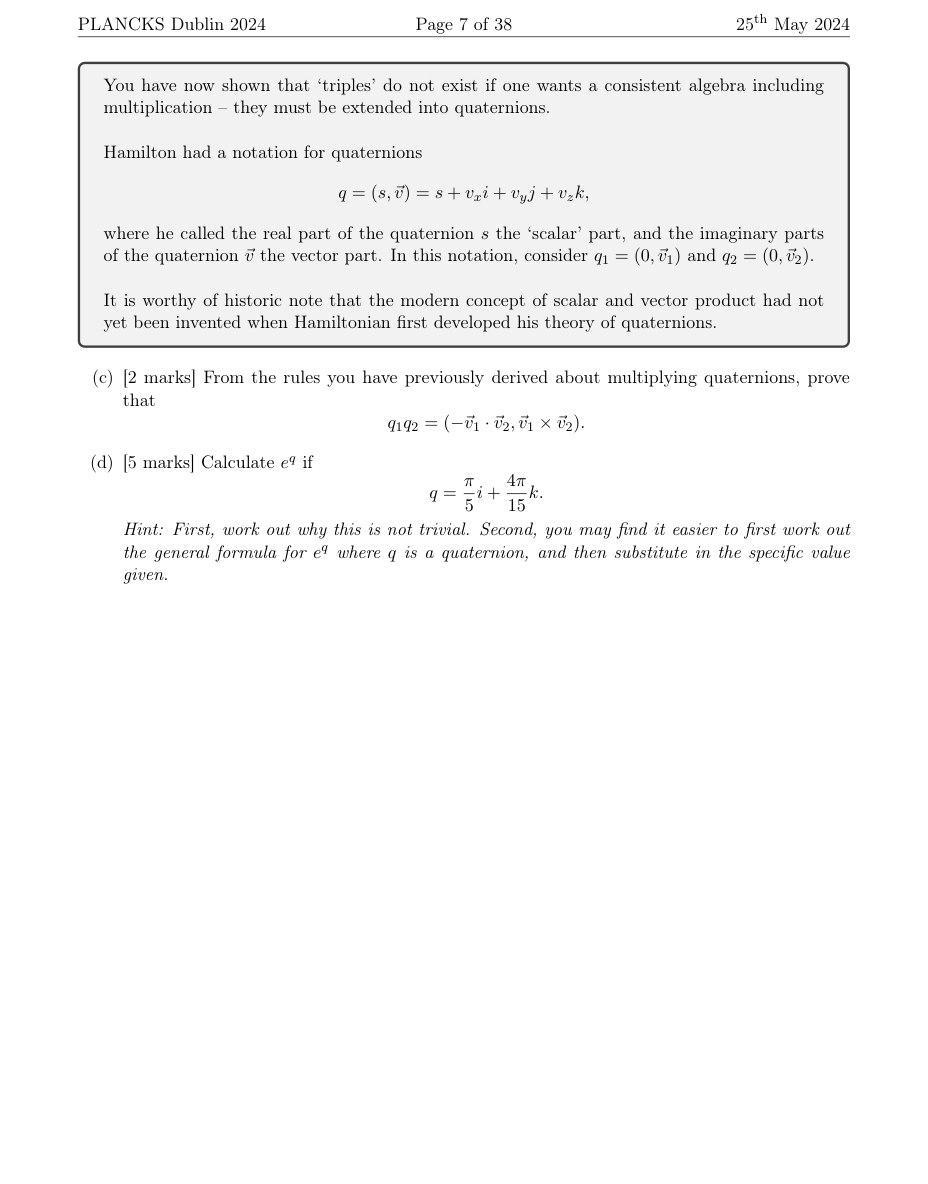 PLANCKS Dublin 2024 Page 7 of 38 25th May 2024
You have now shown that ‘triples’ do not exist if one wants a consistent algebra including
multiplication – they must be extended into quaternions.
Hamilton had a notation for quaternions
q = (s, v⃗) = s + vₓi + v_y j + v_z k,
where he called the real part of the quaternion s the ‘scalar’ part, and the imaginary parts
of the quaternion v⃗ the vector part. In this notation, consider q₁ = (0, v⃗₁) and q₂ = (0, v⃗₂).
It is worthy of historic note that the modern concept of scalar and vector product had not
yet been invented when Hamiltonian first developed his theory of quaternions.
(c) [2 marks] From the rules you have previously derived about multiplying quaternions, prove
that
q₁q₂ = (−v⃗₁ · v⃗₂, v⃗₁ × v⃗₂).
(d) [5 marks] Calculate e^q if
q = π/5 i + 4π/15 k.
Hint: First, work out why this is not trivial. Second, you may find it easier to first work out
the general formula for e^q where q is a quaternion, and then substitute in the specific value
given.